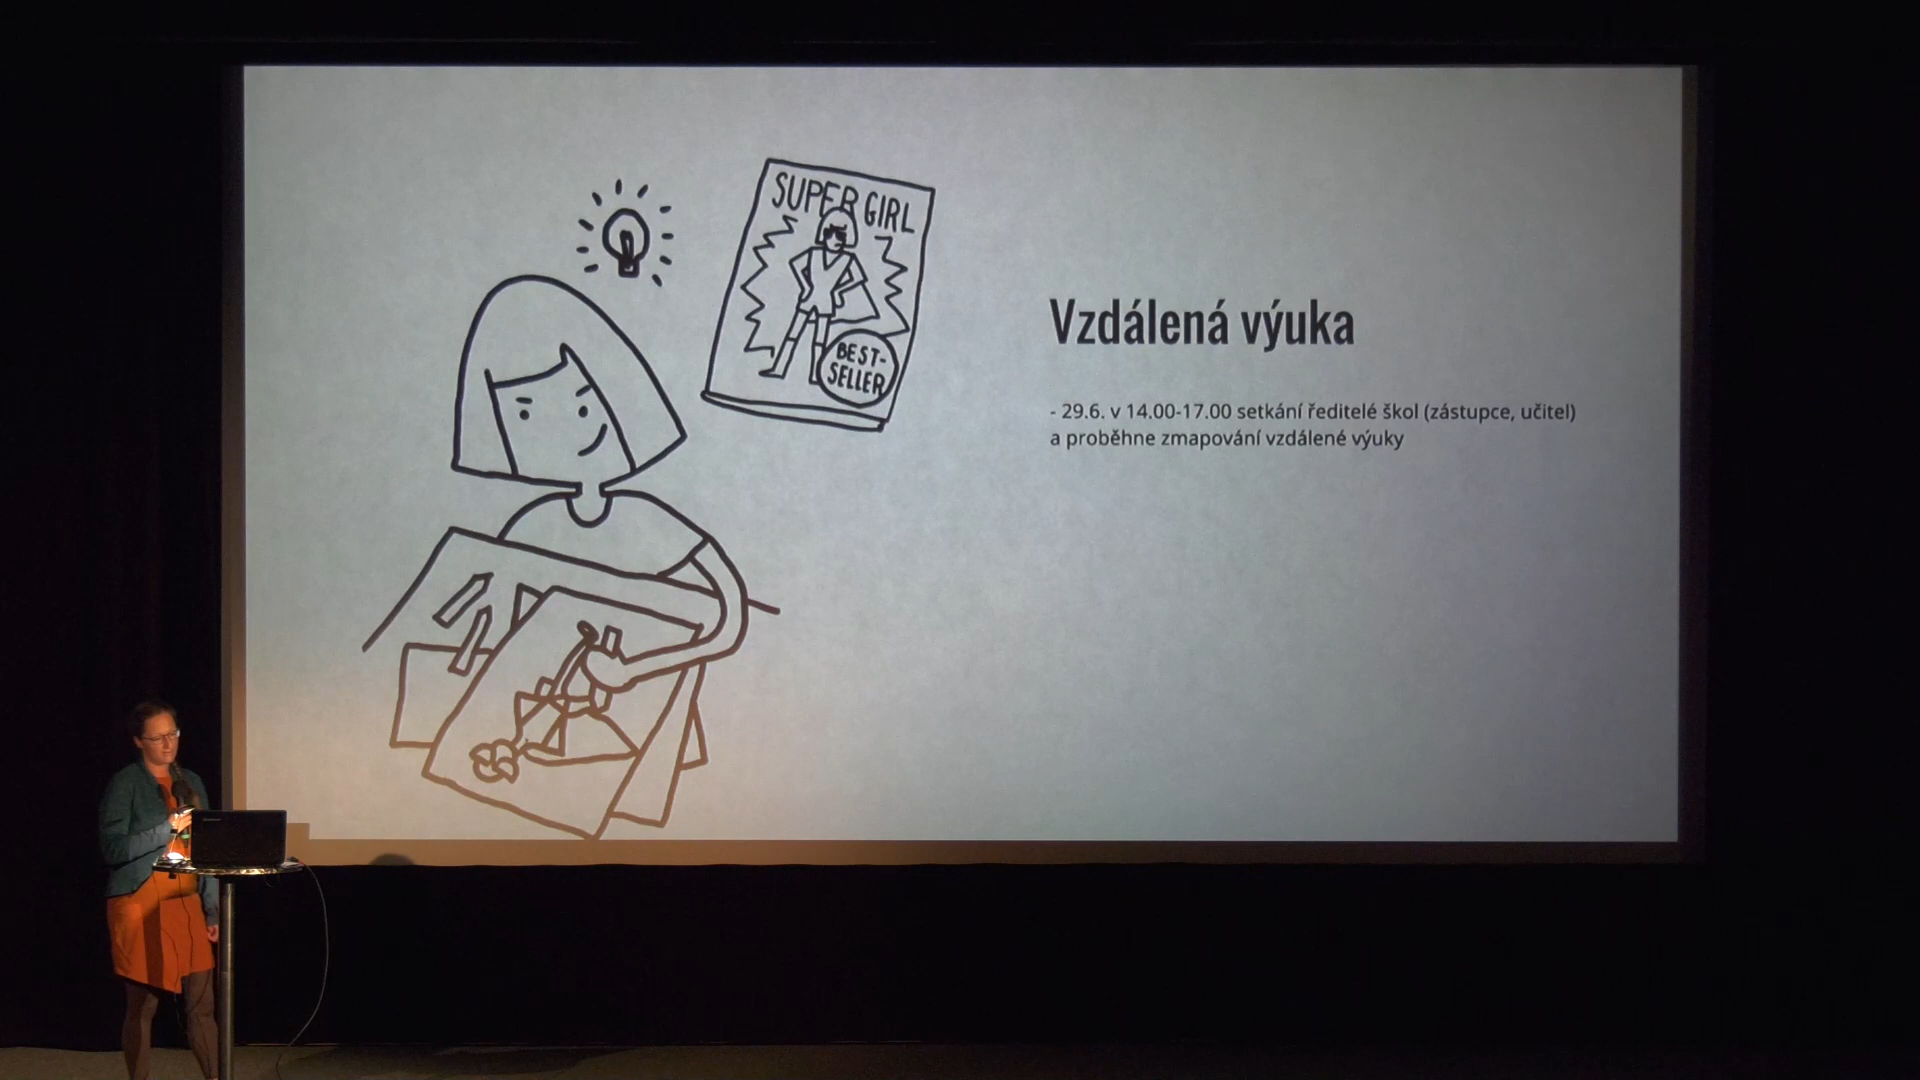 SUPER GIRL
BEST-
SELLER
Vzdálená výuka
- 29.6. v 14.00-17.00 setkání ředitelé škol (zástupce, učitel)
a proběhne zmapování vzdálené výuky